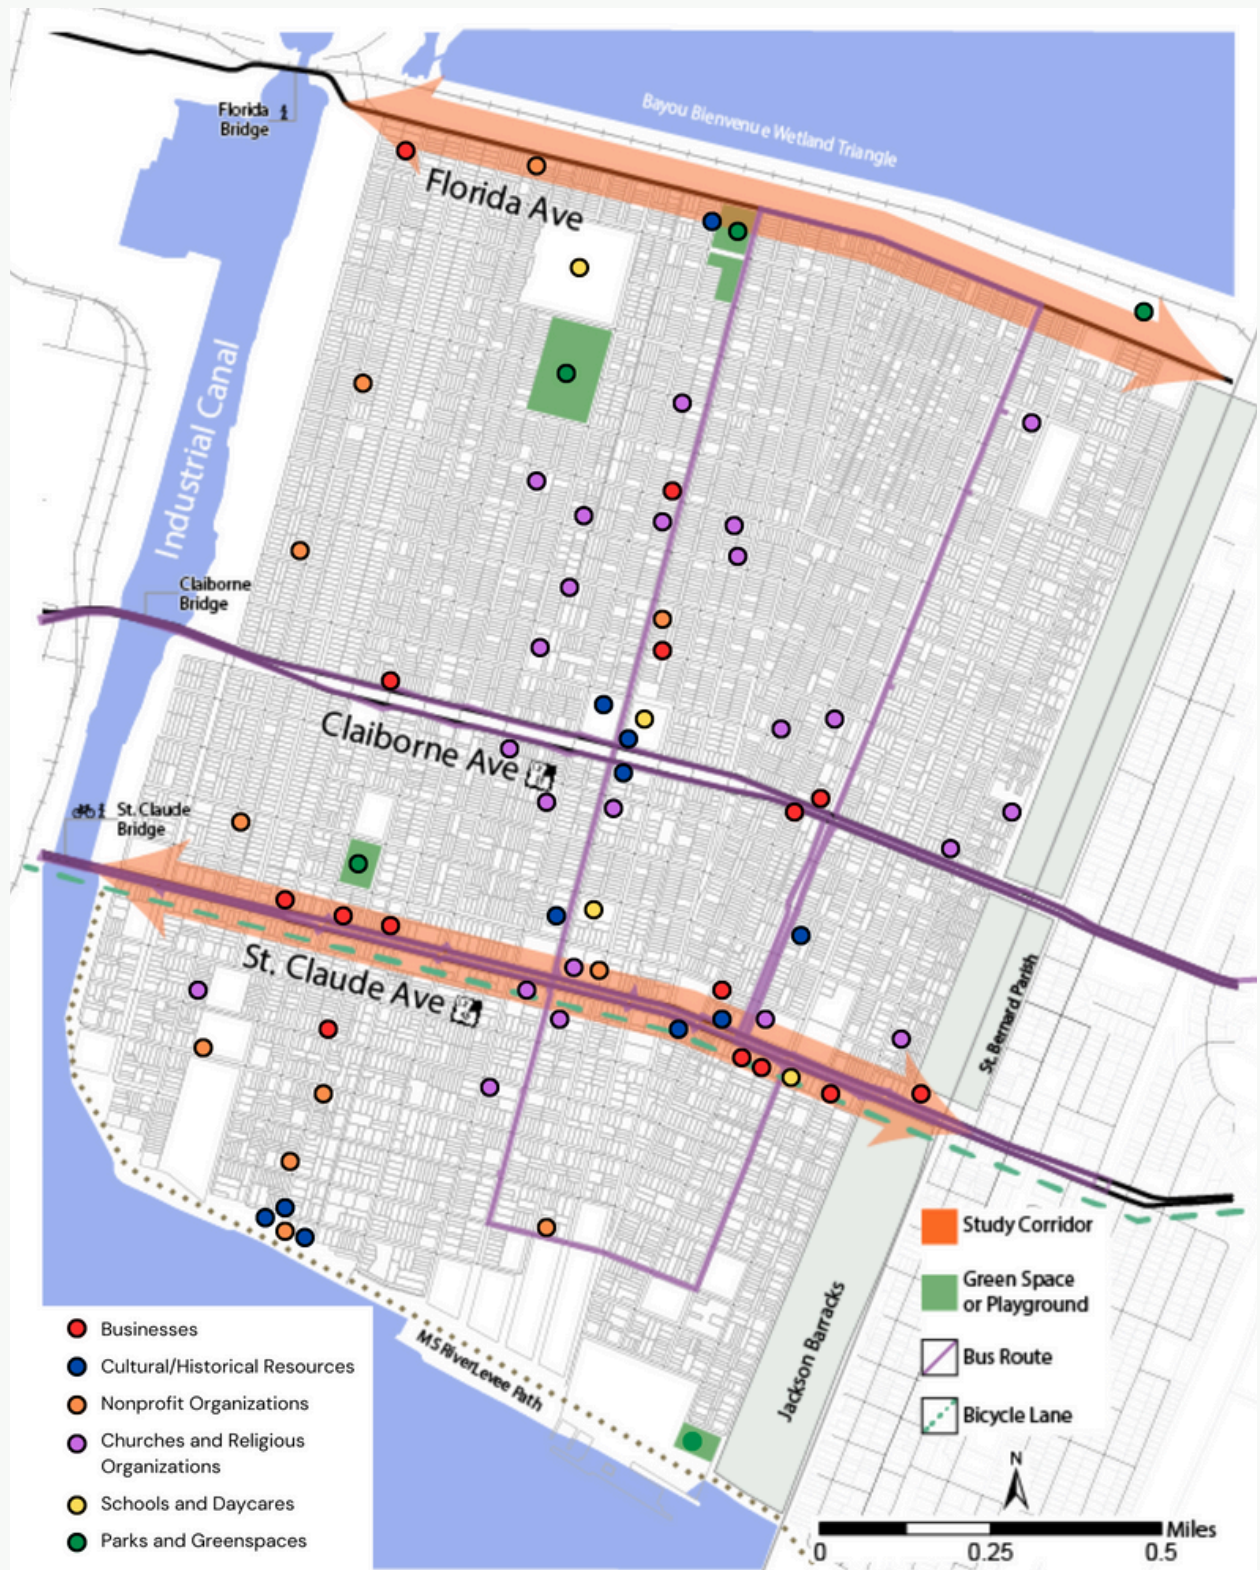 Florida
Bridge
Bayou Bienvenue Wetland Triangle
Florida Ave
Industrial Canal
Claiborne
Bridge
Claiborne Ave
St. Claude
Bridge
St. Claude Ave
St. Bernard Parish
Jackson Barracks
MS RiverLevee Path
Study Corridor
Green Space
or Playground
Bus Route
Bicycle Lane
N
Miles
0
0.25
0.5
Businesses
Cultural/Historical Resources
Nonprofit Organizations
Churches and Religious
Organizations
Schools and Daycares
Parks and Greenspaces